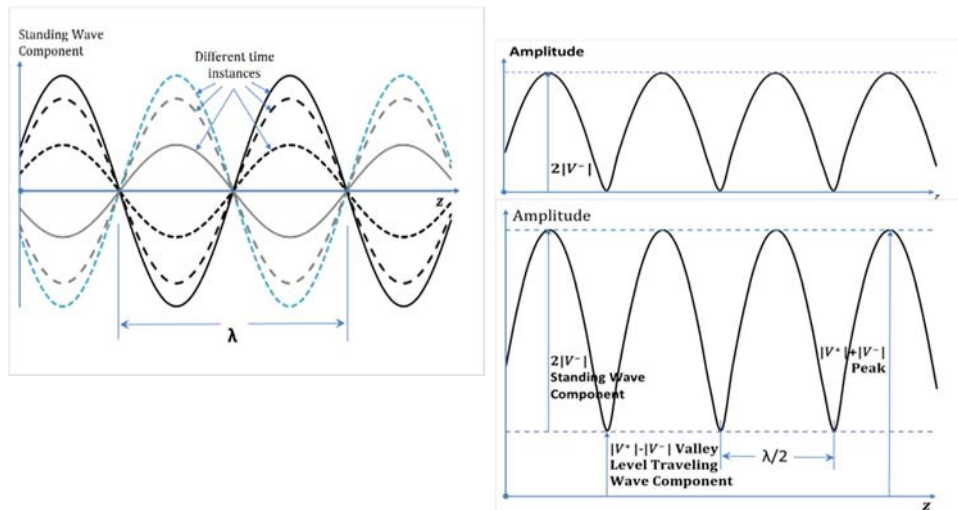 Standing Wave
Component
Different time
instances
z
λ
Amplitude
2|V⁻|
Amplitude
2|V⁻|
Standing Wave
Component
|V⁺|+|V⁻|
Peak
|V⁺|-|V⁻| Valley
Level Traveling
Wave Component
λ/2
z